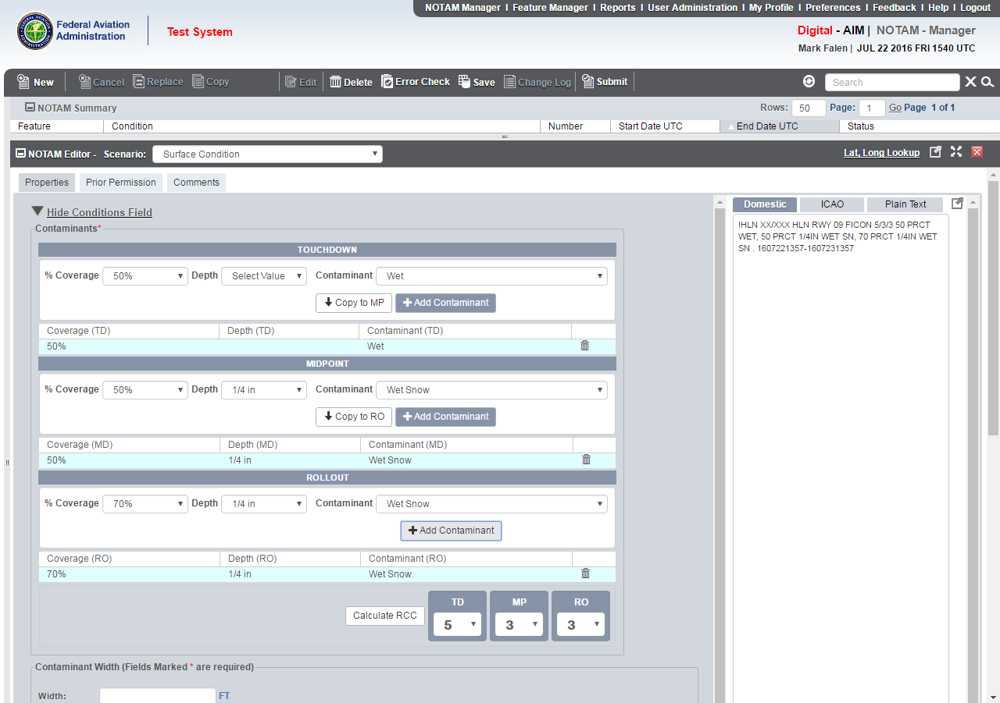 NOTAM Manager | Feature Manager | Reports | User Administration | My Profile | Preferences | Feedback | Help | Logout
Federal Aviation
Administration
Test System
Digital - AIM | NOTAM - Manager
Mark Falen | JUL 22 2016 FRI 1540 UTC
New Cancel Replace Copy Edit Delete Error Check Save Change Log Submit Search
NOTAM Summary Rows: 50 Page: 1 Go Page 1 of 1
Feature Condition Number Start Date UTC End Date UTC Status
NOTAM Editor - Scenario: Surface Condition Lat, Long Lookup
Properties Prior Permission Comments
Hide Conditions Field
Contaminants*
TOUCHDOWN
% Coverage 50% Depth Select Value Contaminant Wet
Copy to MP Add Contaminant
Coverage (TD) Depth (TD) Contaminant (TD)
50% Wet
MIDPOINT
% Coverage 50% Depth 1/4 in Contaminant Wet Snow
Copy to RO Add Contaminant
Coverage (MD) Depth (MD) Contaminant (MD)
50% 1/4 in Wet Snow
ROLLOUT
% Coverage 70% Depth 1/4 in Contaminant Wet Snow
Add Contaminant
Coverage (RO) Depth (RO) Contaminant (RO)
70% 1/4 in Wet Snow
TD MP RO
Calculate RCC 5 3 3
Contaminant Width (Fields Marked * are required)
Width: FT
Domestic ICAO Plain Text
!HLN XX/XXX HLN RWY 09 FICON 5/3/3 50 PRCT
WET, 50 PRCT 1/4IN WET SN, 70 PRCT 1/4IN WET
SN . 1607221357-1607231357